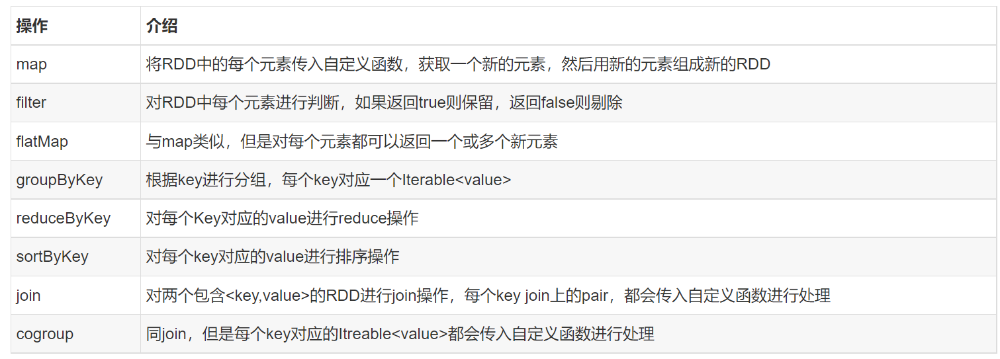 操作 介绍
map 将RDD中的每个元素传入自定义函数，获取一个新的元素，然后用新的元素组成新的RDD
filter 对RDD中每个元素进行判断，如果返回true则保留，返回false则剔除
flatMap 与map类似，但是对每个元素都可以返回一个或多个新元素
groupByKey 根据key进行分组，每个key对应一个Iterable<value>
reduceByKey 对每个Key对应的value进行reduce操作
sortByKey 对每个key对应的value进行排序操作
join 对两个包含<key,value>的RDD进行join操作，每个key join上的pair，都会传入自定义函数进行处理
cogroup 同join，但是每个key对应的Itreable<value>都会传入自定义函数进行处理